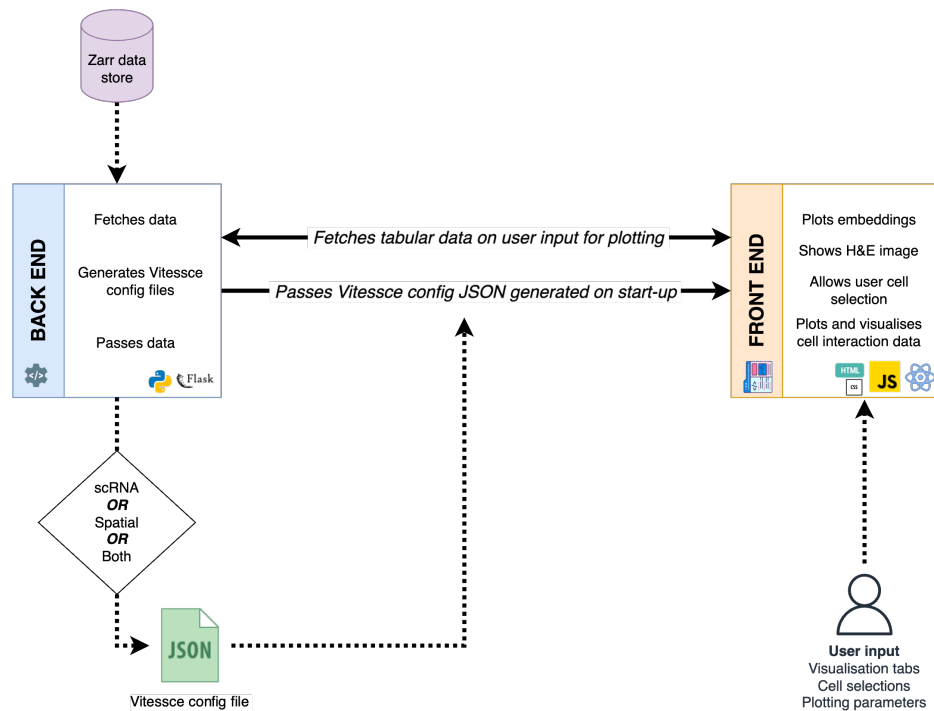 Zarr data
store
BACK END
Fetches data
Generates Vitessce
config files
Passes data
Flask
Fetches tabular data on user input for plotting
Passes Vitessce config JSON generated on start-up
FRONT END
Plots embeddings
Shows H&E image
Allows user cell
selection
Plots and visualises
cell interaction data
HTML
CSS
JS
scRNA
OR
Spatial
OR
Both
JSON
Vitessce config file
User input
Visualisation tabs
Cell selections
Plotting parameters